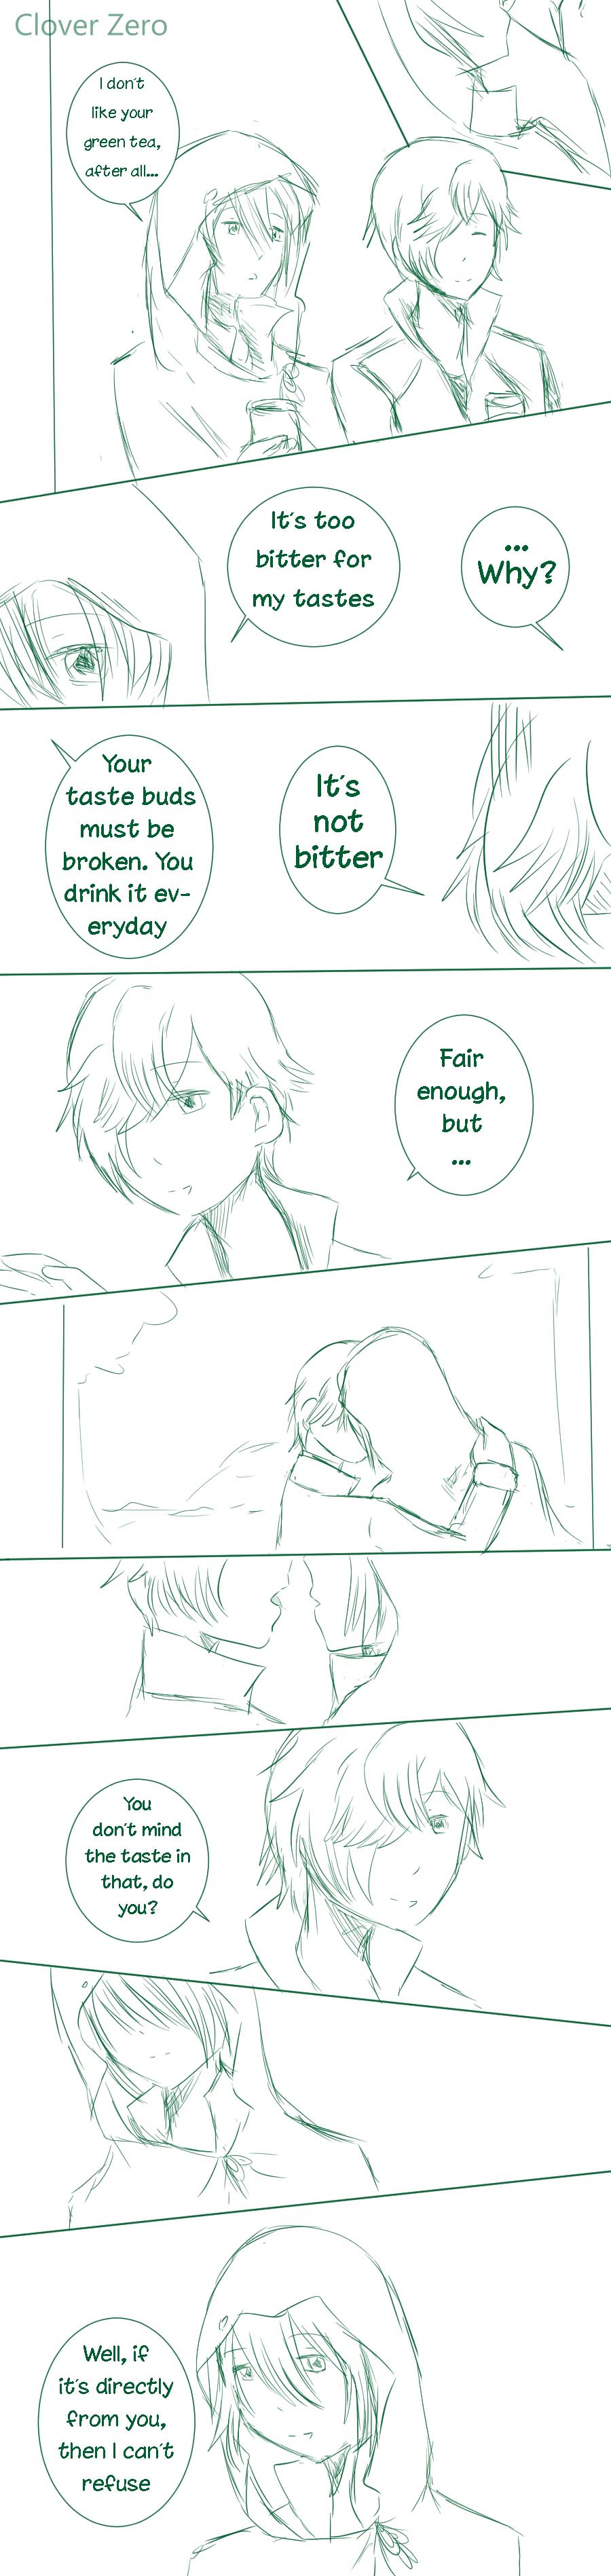 Clover Zero
I don't
like your
green tea,
after all...
It's too
bitter for
my tastes
...
Why?
Your
taste buds
must be
broken. You
drink it ev-
eryday
It's
not
bitter
Fair
enough,
but
...
You
don't mind
the taste in
that, do
you?
Well, if
it's directly
from you,
then I can't
refuse